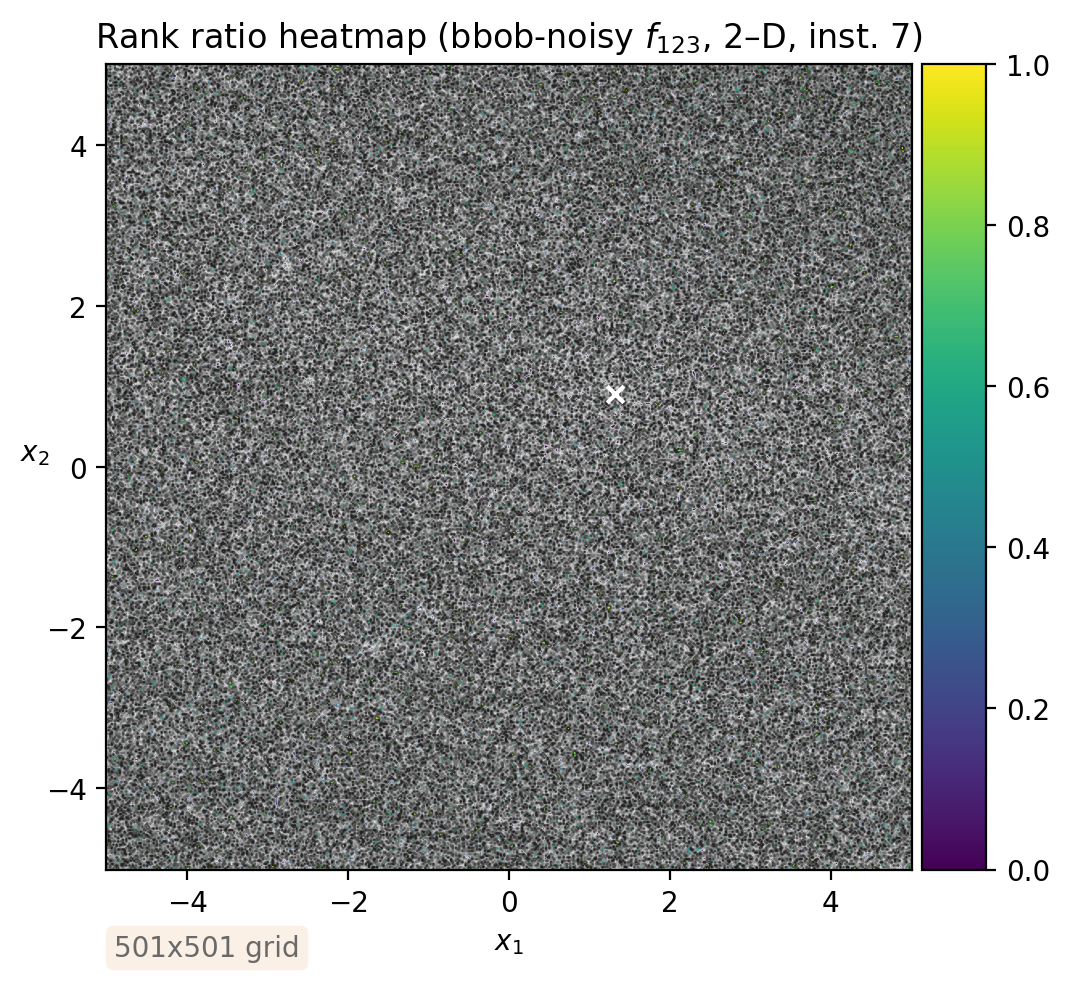 Rank ratio heatmap (bbob-noisy f₁₂₃, 2–D, inst. 7)
1.0
0.8
0.6
0.4
0.2
0.0
4
2
0
−2
−4
x₂
−4 −2 0 2 4
x₁
501x501 grid